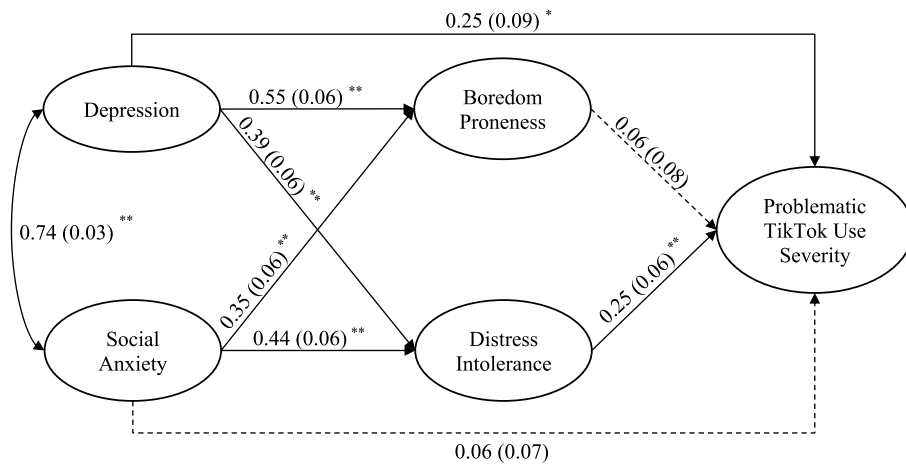 0.25 (0.09) *
Depression
0.55 (0.06) **
Boredom
Proneness
0.39 (0.06) **
0.06 (0.08)
Problematic
TikTok Use
Severity
0.74 (0.03) **
0.35 (0.06) **
0.25 (0.06) **
Social
Anxiety
0.44 (0.06) **
Distress
Intolerance
0.06 (0.07)